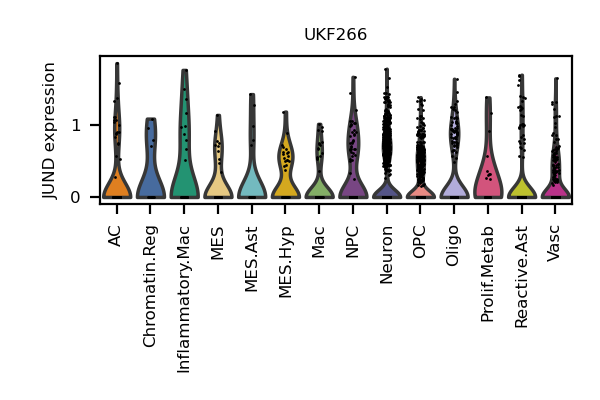 UKF266
JUND expression
1
0
AC
Chromatin.Reg
Inflammatory.Mac
MES
MES.Ast
MES.Hyp
Mac
NPC
Neuron
OPC
Oligo
Prolif.Metab
Reactive.Ast
Vasc